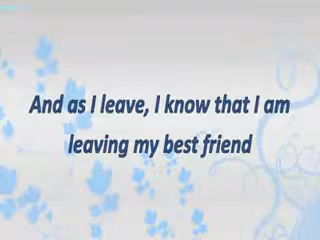 And as I leave, I know that I am
leaving my best friend